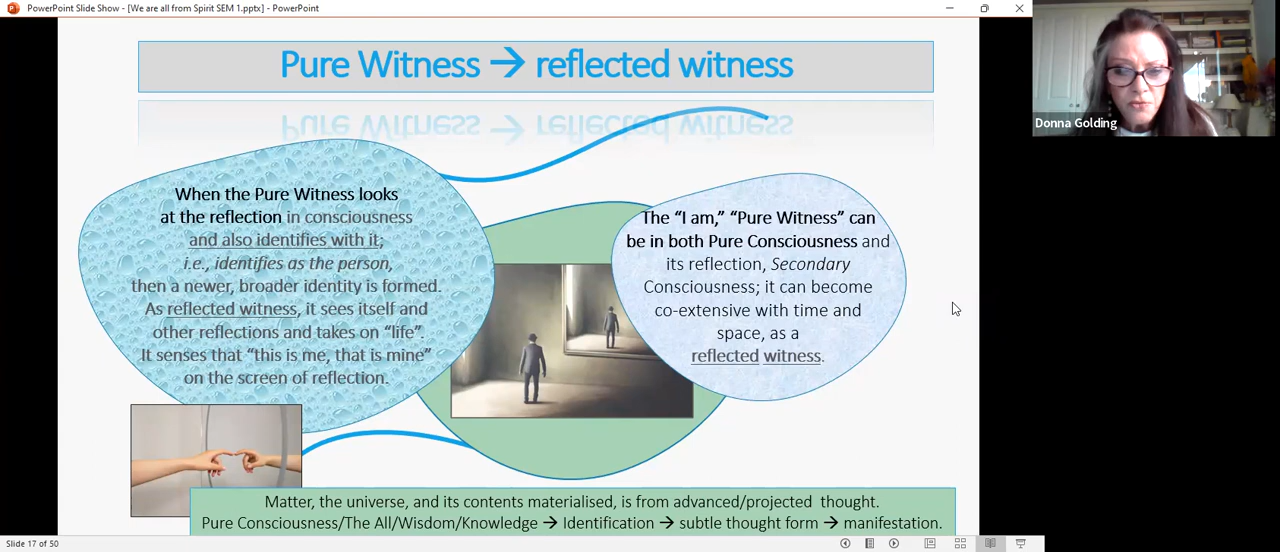 PowerPoint Slide Show - [We are all from Spirit SEM 1.pptx] - PowerPoint
Donna Golding
Pure Witness → reflected witness
Pure Witness → reflected witness
When the Pure Witness looks
at the reflection in consciousness
and also identifies with it;
i.e., identifies as the person,
then a newer, broader identity is formed.
As reflected witness, it sees itself and
other reflections and takes on “life”.
It senses that “this is me, that is mine”
on the screen of reflection.
The “I am,” “Pure Witness” can
be in both Pure Consciousness and
its reflection, Secondary
Consciousness; it can become
co-extensive with time and
space, as a
reflected witness.
Matter, the universe, and its contents materialised, is from advanced/projected thought.
Pure Consciousness/The All/Wisdom/Knowledge → Identification → subtle thought form → manifestation.
Slide 17 of 50